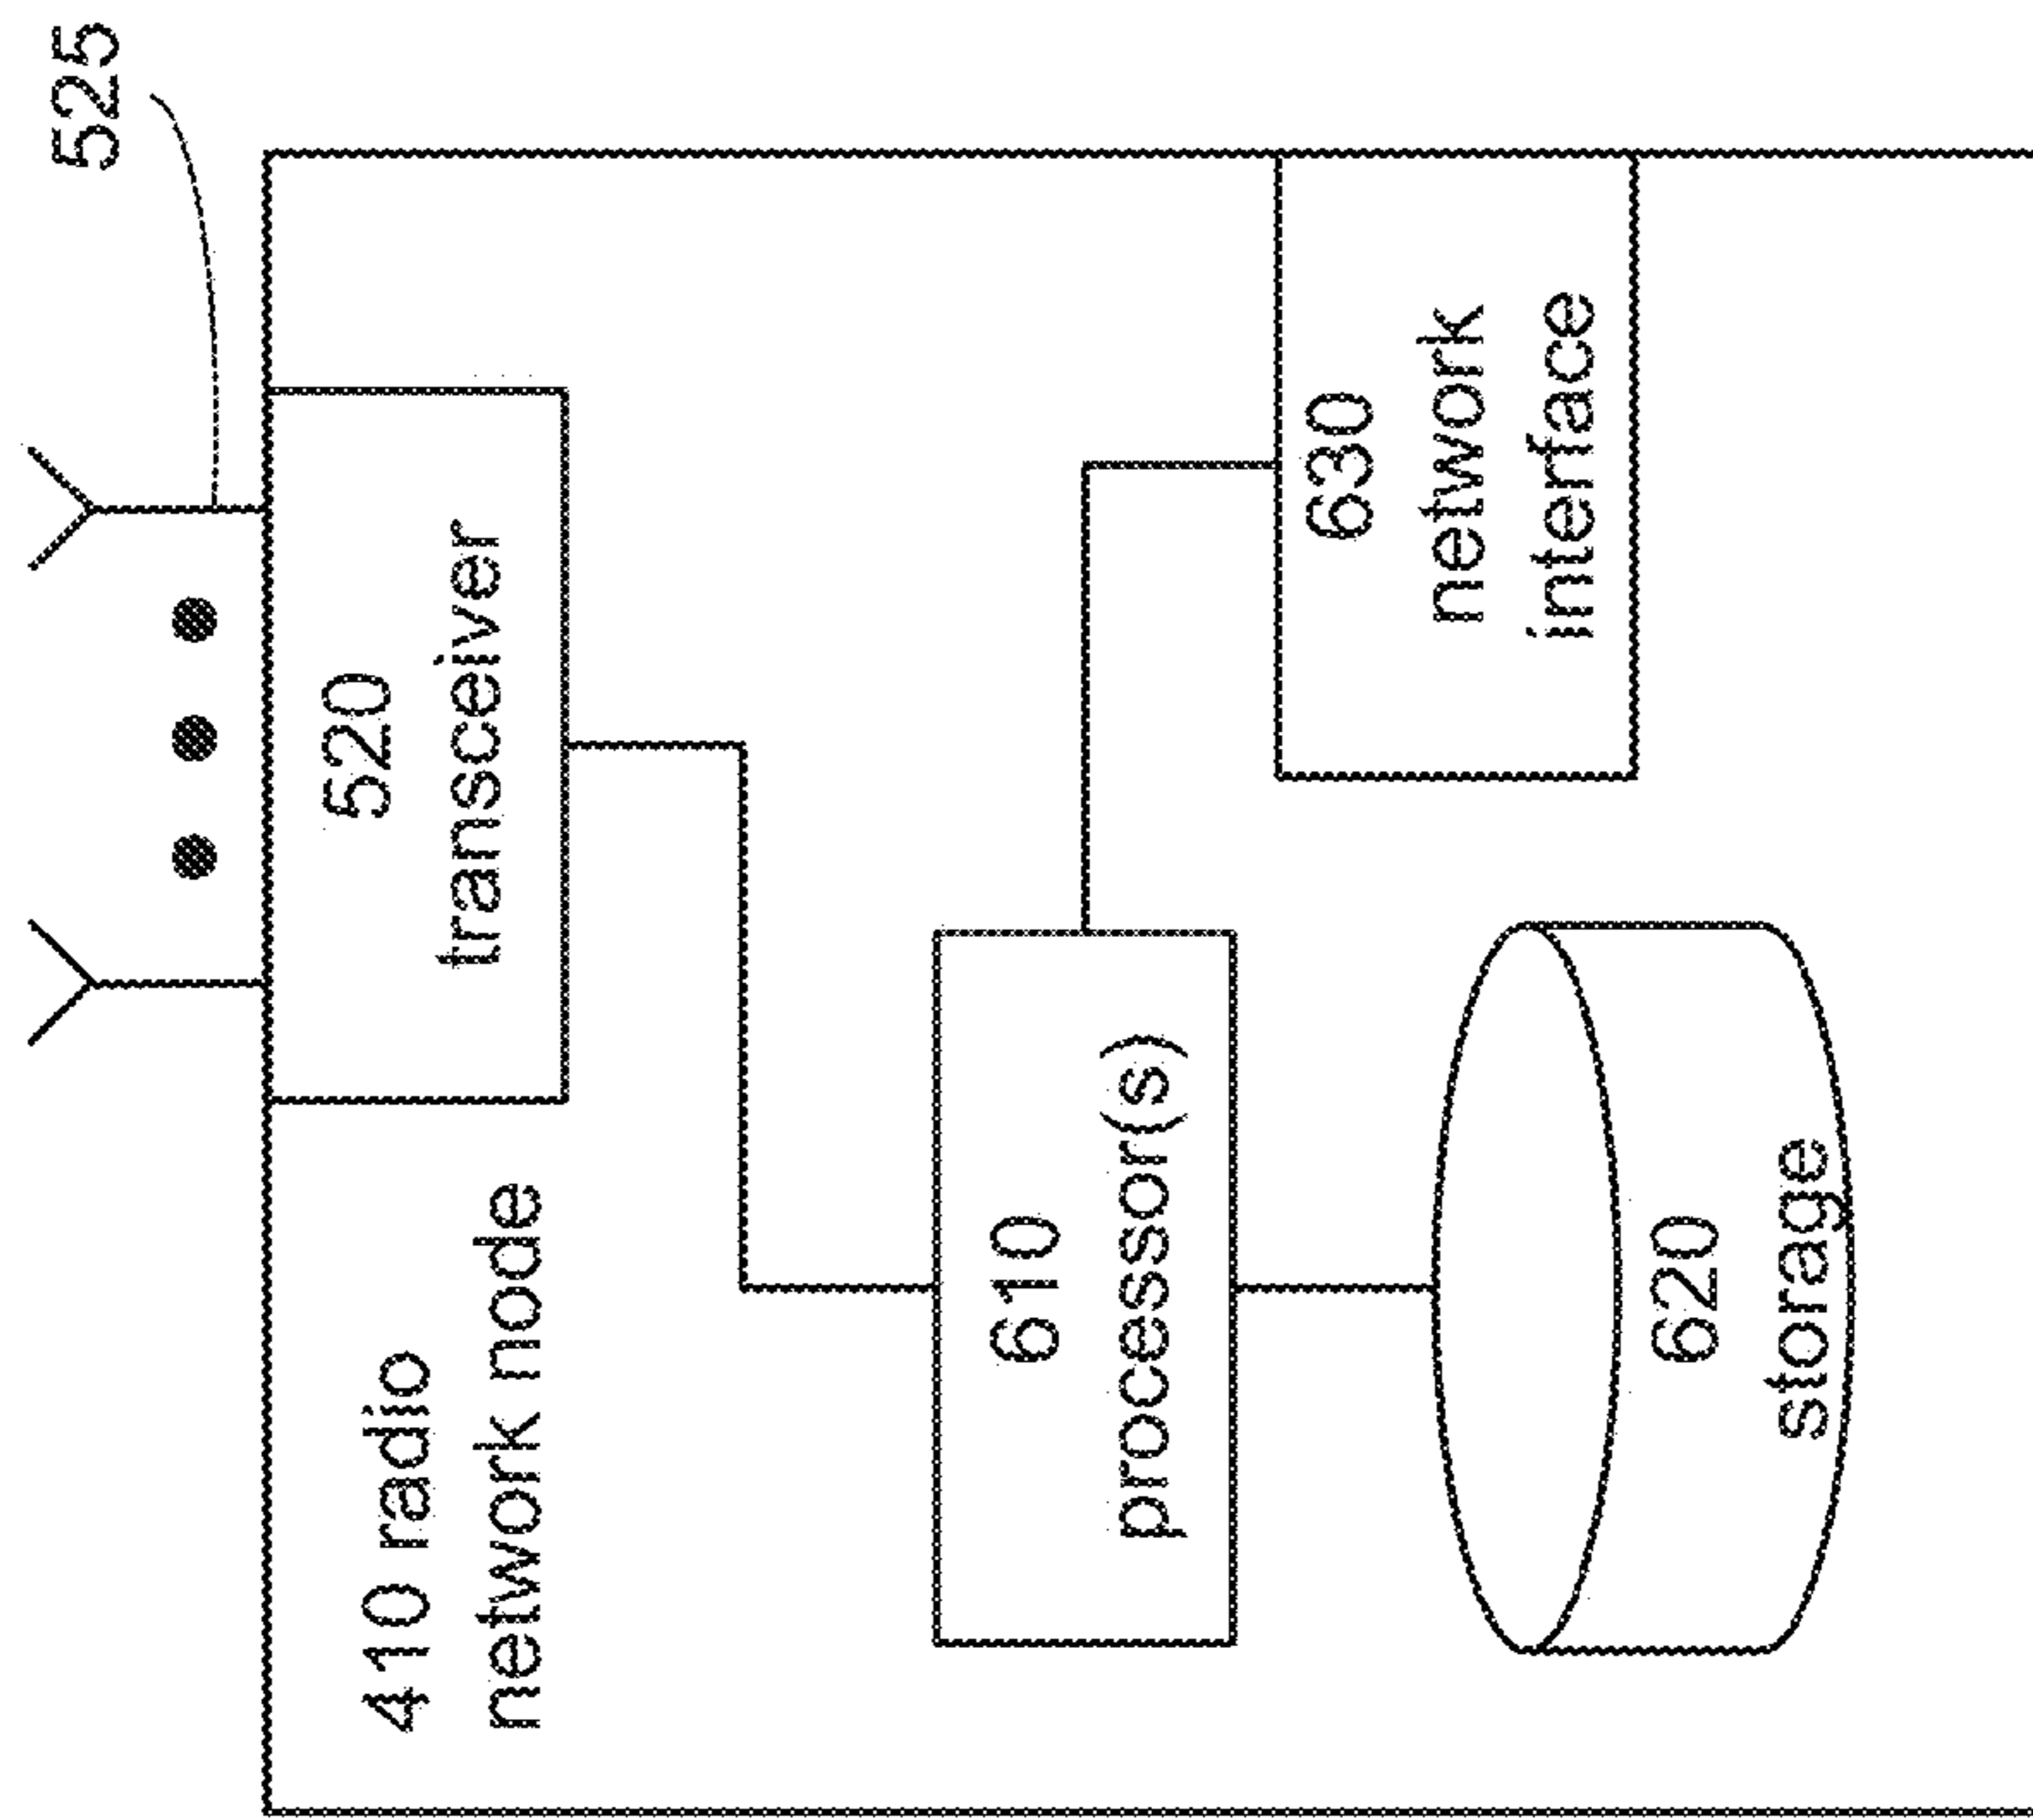 525
520
transceiver
410 radio
network node
610
processor(s)
630
network
interface
620
storage